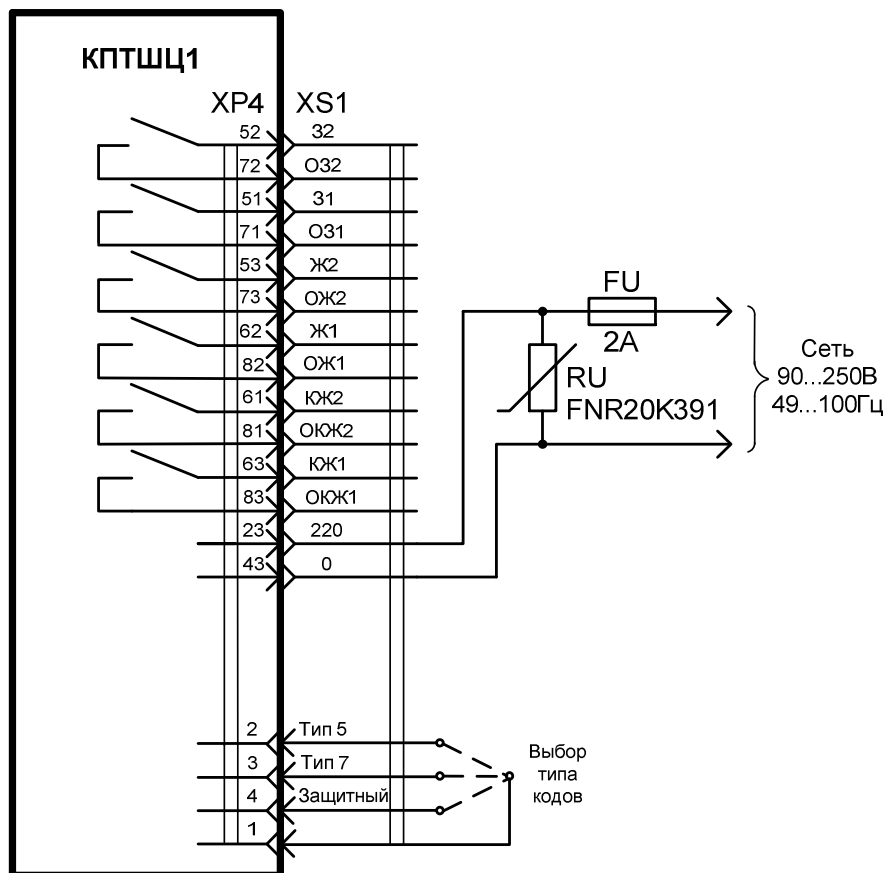 КПТШЦ1
XP4 XS1
52 З2
72 ОЗ2
51 З1
71 ОЗ1
53 Ж2
73 ОЖ2
62 Ж1
82 ОЖ1
61 КЖ2
81 ОКЖ2
63 КЖ1
83 ОКЖ1
23 220
43 0
FU
2А
RU
FNR20K391
Сеть
90...250В
49...100Гц
2 Тип 5
3 Тип 7
4 Защитный
1
Выбор
типа
кодов